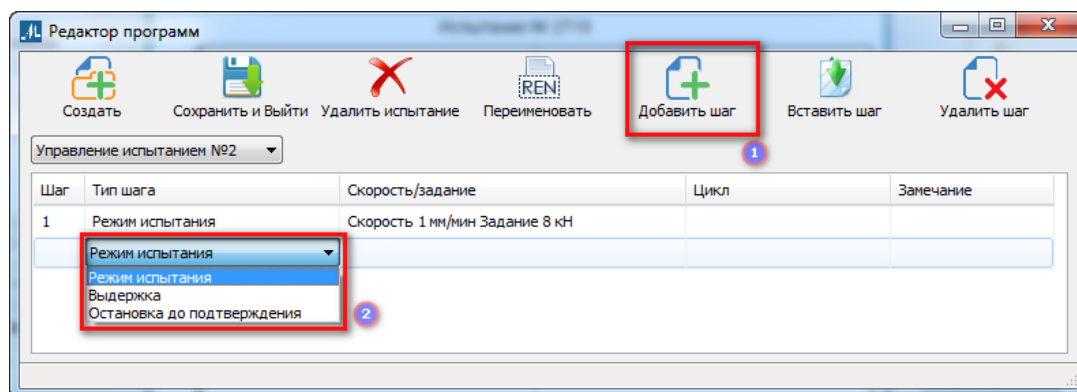 Редактор программ
REN
Создать Сохранить и Выйти Удалить испытание Переименовать Добавить шаг Вставить шаг Удалить шаг
1
Управление испытанием №2
Шаг Тип шага Скорость/задание Цикл Замечание
1 Режим испытания Скорость 1 мм/мин Задание 8 кН
Режим испытания
Режим испытания
Выдержка
Остановка до подтверждения
2